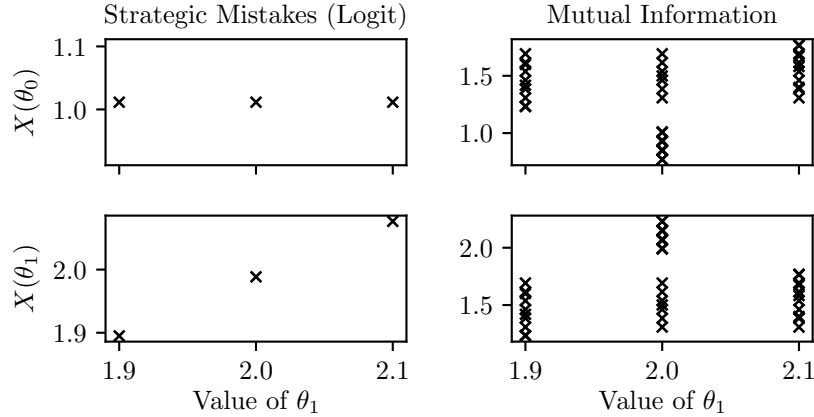 Strategic Mistakes (Logit)
Mutual Information
X(θ₀)
1.1
1.0
1.5
1.0
X(θ₁)
2.0
1.9
2.0
1.5
1.9 2.0 2.1
1.9 2.0 2.1
Value of θ₁
Value of θ₁